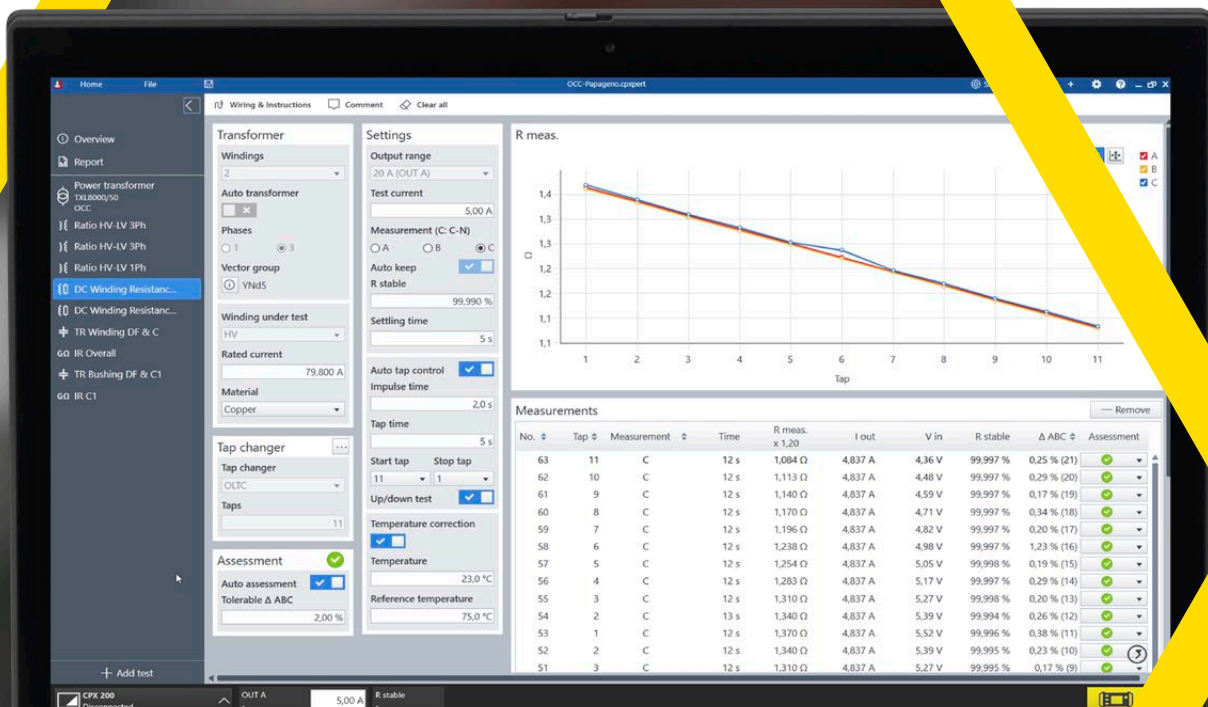 Home File OCC-Papageno.cpxpert
Wiring & Instructions Comment Clear all
Overview
Report
Power transformer
TXL8000/50
OCC
Ratio HV-LV 3Ph
Ratio HV-LV 3Ph
Ratio HV-LV 1Ph
DC Winding Resistanc...
DC Winding Resistanc...
TR Winding DF & C
GΩ IR Overall
TR Bushing DF & C1
GΩ IR C1
+ Add test
Transformer
Windings
2
Auto transformer
Phases
1 3
Vector group
YNd5
Winding under test
HV
Rated current
79,800 A
Material
Copper
Tap changer ...
Tap changer
OLTC
Taps
11
Assessment
Auto assessment
Tolerable Δ ABC
2,00 %
Settings
Output range
20 A (OUT A)
Test current
5,00 A
Measurement (C: C-N)
A B C
Auto keep
R stable
99,990 %
Settling time
5 s
Auto tap control
Impulse time
2,0 s
Tap time
5 s
Start tap Stop tap
11 1
Up/down test
Temperature correction
Temperature
23,0 °C
Reference temperature
75,0 °C
R meas.
A
B
C
1,4
1,3
1,3
1,2
1,2
1,1
1,1
Ω
1 2 3 4 5 6 7 8 9 10 11
Tap
Measurements — Remove
No. Tap Measurement Time R meas. x 1,20 I out V in R stable Δ ABC Assessment
63 11 C 12 s 1,084 Ω 4,837 A 4,36 V 99,997 % 0,25 % (21)
62 10 C 12 s 1,113 Ω 4,837 A 4,48 V 99,997 % 0,29 % (20)
61 9 C 12 s 1,140 Ω 4,837 A 4,59 V 99,997 % 0,17 % (19)
60 8 C 12 s 1,170 Ω 4,837 A 4,71 V 99,997 % 0,34 % (18)
59 7 C 12 s 1,196 Ω 4,837 A 4,82 V 99,997 % 0,20 % (17)
58 6 C 12 s 1,238 Ω 4,837 A 4,98 V 99,997 % 1,23 % (16)
57 5 C 12 s 1,254 Ω 4,837 A 5,05 V 99,998 % 0,19 % (15)
56 4 C 12 s 1,283 Ω 4,837 A 5,17 V 99,997 % 0,29 % (14)
55 3 C 12 s 1,310 Ω 4,837 A 5,27 V 99,998 % 0,20 % (13)
54 2 C 13 s 1,340 Ω 4,837 A 5,39 V 99,994 % 0,26 % (12)
53 1 C 12 s 1,370 Ω 4,837 A 5,52 V 99,996 % 0,38 % (11)
52 2 C 12 s 1,340 Ω 4,837 A 5,39 V 99,995 % 0,23 % (10)
51 3 C 12 s 1,310 Ω 4,837 A 5,27 V 99,995 % 0,17 % (9)
CPX 200 OUT A 5,00 A R stable
Disconnected